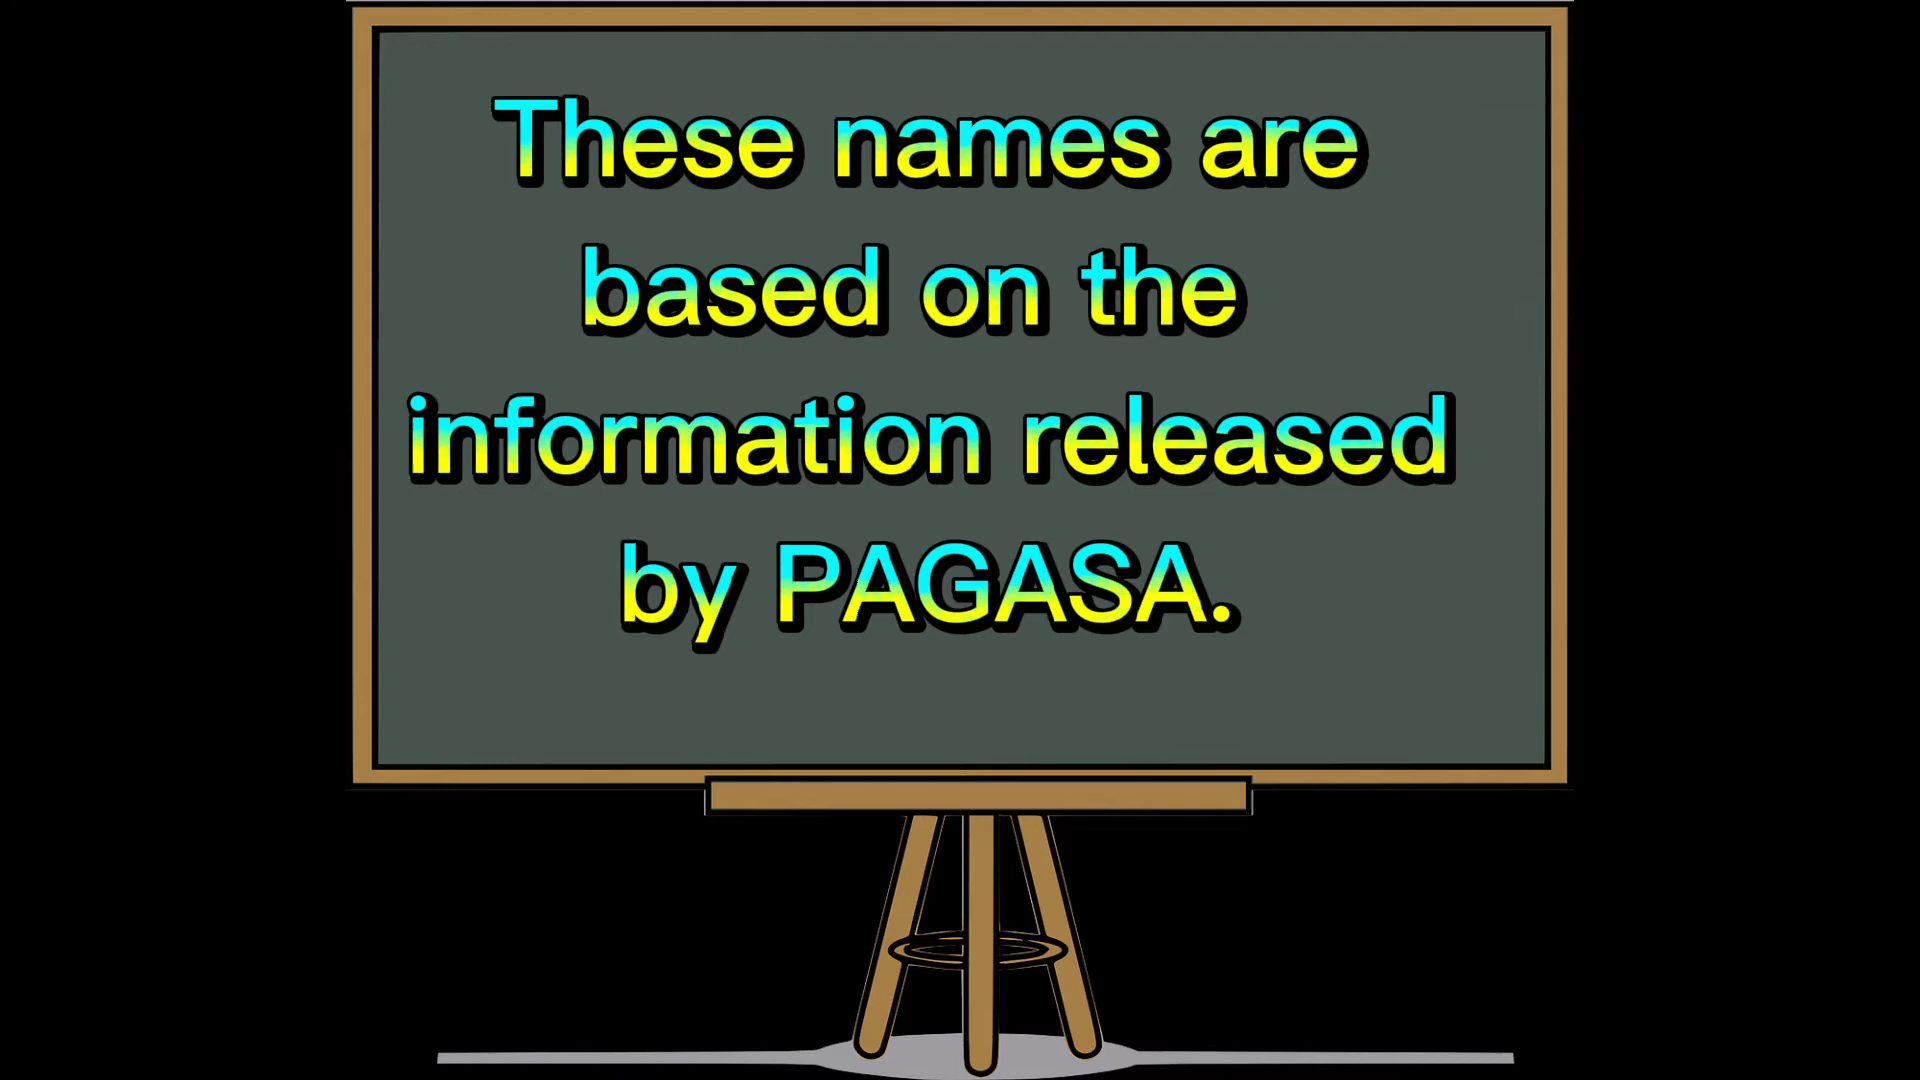 These names are
based on the
information released
by PAGASA.